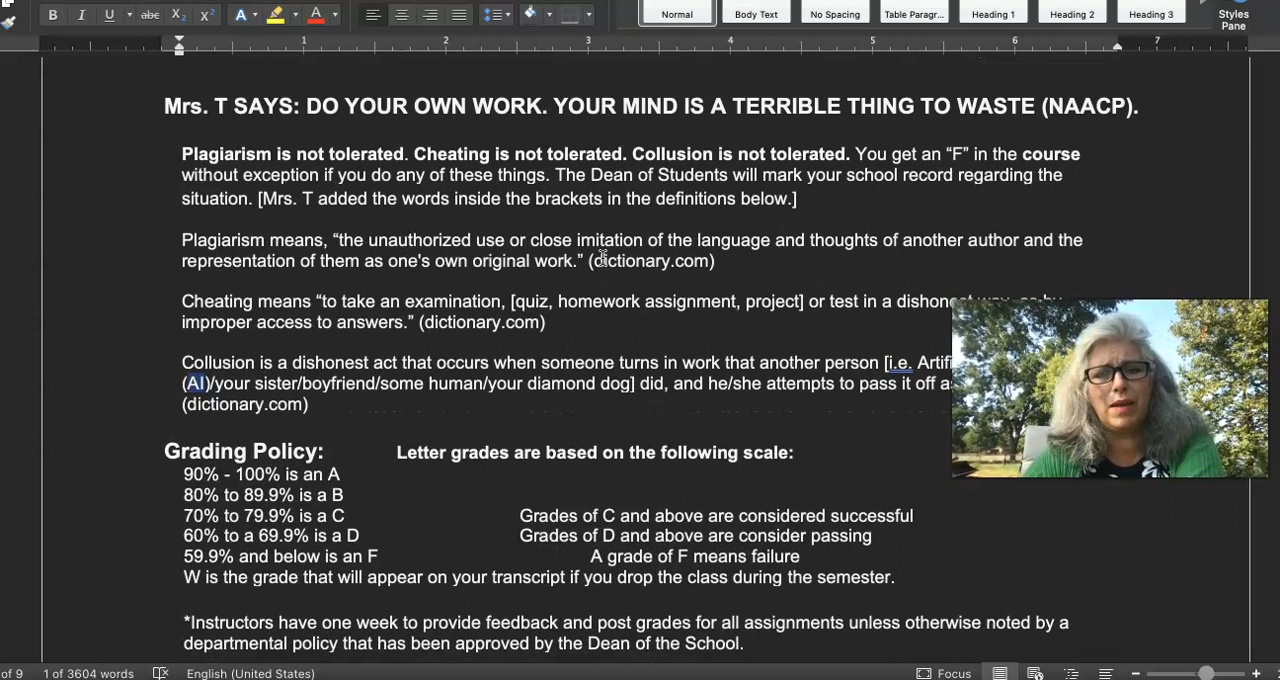 B I U abc X₂ X² A A
Normal Body Text No Spacing Table Paragr... Heading 1 Heading 2 Heading 3 Styles Pane
1 2 3 4 5 6 7
Mrs. T SAYS: DO YOUR OWN WORK. YOUR MIND IS A TERRIBLE THING TO WASTE (NAACP).
Plagiarism is not tolerated. Cheating is not tolerated. Collusion is not tolerated. You get an “F” in the course
without exception if you do any of these things. The Dean of Students will mark your school record regarding the
situation. [Mrs. T added the words inside the brackets in the definitions below.]
Plagiarism means, “the unauthorized use or close imitation of the language and thoughts of another author and the
representation of them as one's own original work.” (dictionary.com)
Cheating means “to take an examination, [quiz, homework assignment, project] or test in a dishonest
improper access to answers.” (dictionary.com)
Collusion is a dishonest act that occurs when someone turns in work that another person [i.e. Artifi
(AI)/your sister/boyfriend/some human/your diamond dog] did, and he/she attempts to pass it off
(dictionary.com)
Grading Policy: Letter grades are based on the following scale:
90% - 100% is an A
80% to 89.9% is a B
70% to 79.9% is a C Grades of C and above are considered successful
60% to a 69.9% is a D Grades of D and above are consider passing
59.9% and below is an F A grade of F means failure
W is the grade that will appear on your transcript if you drop the class during the semester.
*Instructors have one week to provide feedback and post grades for all assignments unless otherwise noted by a
departmental policy that has been approved by the Dean of the School.
of 9 1 of 3604 words English (United States) Focus